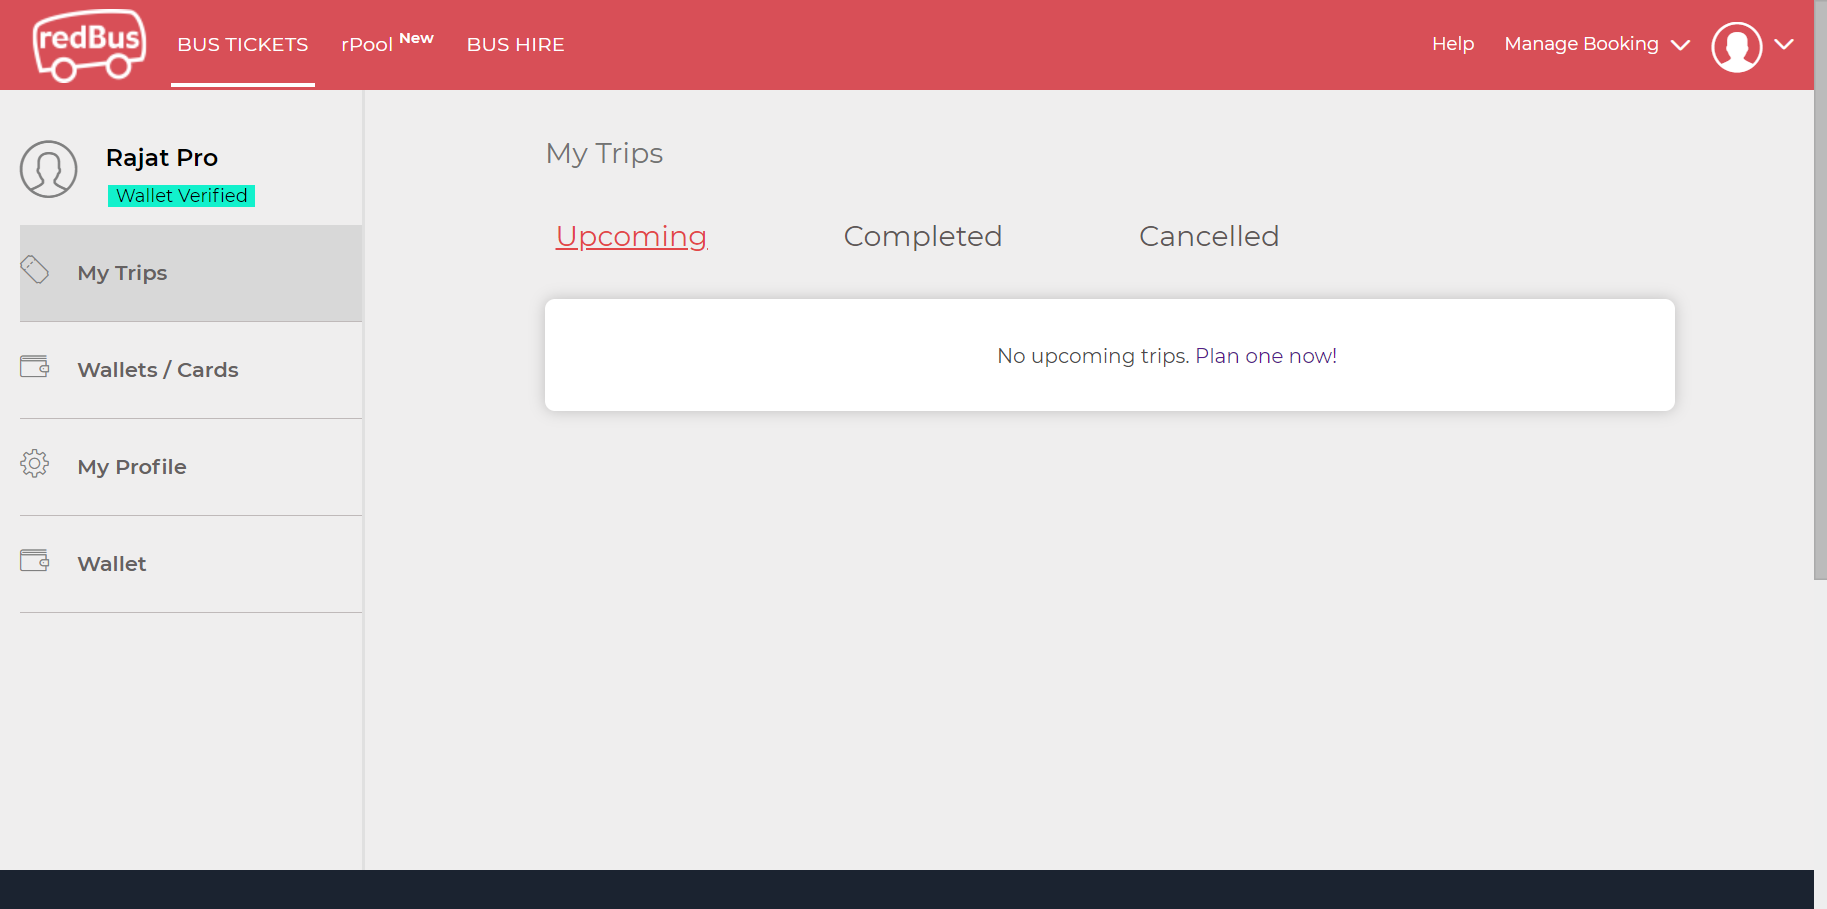 redBus
BUS TICKETS
rPool New
BUS HIRE
Help
Manage Booking
Rajat Pro
Wallet Verified
My Trips
Wallets / Cards
My Profile
Wallet
My Trips
Upcoming
Completed
Cancelled
No upcoming trips. Plan one now!